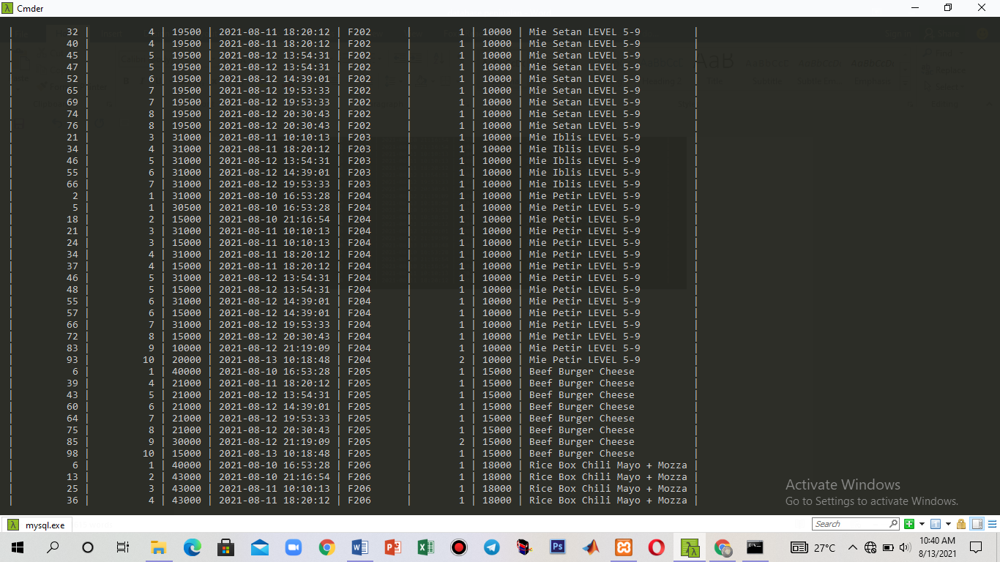 Cmder
| 32 | 4 | 19500 | 2021-08-11 18:20:12 | F202 | 1 | 10000 | Mie Setan LEVEL 5-9 |
| 40 | 4 | 19500 | 2021-08-11 18:20:12 | F202 | 1 | 10000 | Mie Setan LEVEL 5-9 |
| 45 | 5 | 19500 | 2021-08-12 13:54:31 | F202 | 1 | 10000 | Mie Setan LEVEL 5-9 |
| 47 | 5 | 19500 | 2021-08-12 13:54:31 | F202 | 1 | 10000 | Mie Setan LEVEL 5-9 |
| 52 | 6 | 19500 | 2021-08-12 14:39:01 | F202 | 1 | 10000 | Mie Setan LEVEL 5-9 |
| 65 | 7 | 19500 | 2021-08-12 19:53:33 | F202 | 1 | 10000 | Mie Setan LEVEL 5-9 |
| 69 | 7 | 19500 | 2021-08-12 19:53:33 | F202 | 1 | 10000 | Mie Setan LEVEL 5-9 |
| 74 | 8 | 19500 | 2021-08-12 20:30:43 | F202 | 1 | 10000 | Mie Setan LEVEL 5-9 |
| 76 | 8 | 19500 | 2021-08-12 20:30:43 | F202 | 1 | 10000 | Mie Setan LEVEL 5-9 |
| 21 | 3 | 31000 | 2021-08-11 10:10:13 | F203 | 1 | 10000 | Mie Iblis LEVEL 5-9 |
| 34 | 4 | 31000 | 2021-08-11 18:20:12 | F203 | 1 | 10000 | Mie Iblis LEVEL 5-9 |
| 46 | 5 | 31000 | 2021-08-12 13:54:31 | F203 | 1 | 10000 | Mie Iblis LEVEL 5-9 |
| 55 | 6 | 31000 | 2021-08-12 14:39:01 | F203 | 1 | 10000 | Mie Iblis LEVEL 5-9 |
| 66 | 7 | 31000 | 2021-08-12 19:53:33 | F203 | 1 | 10000 | Mie Iblis LEVEL 5-9 |
| 2 | 1 | 31000 | 2021-08-10 16:53:28 | F204 | 1 | 10000 | Mie Petir LEVEL 5-9 |
| 5 | 1 | 30500 | 2021-08-10 16:53:28 | F204 | 1 | 10000 | Mie Petir LEVEL 5-9 |
| 18 | 2 | 15000 | 2021-08-10 21:16:54 | F204 | 1 | 10000 | Mie Petir LEVEL 5-9 |
| 21 | 3 | 31000 | 2021-08-11 10:10:13 | F204 | 1 | 10000 | Mie Petir LEVEL 5-9 |
| 24 | 3 | 15000 | 2021-08-11 10:10:13 | F204 | 1 | 10000 | Mie Petir LEVEL 5-9 |
| 34 | 4 | 31000 | 2021-08-11 18:20:12 | F204 | 1 | 10000 | Mie Petir LEVEL 5-9 |
| 37 | 4 | 15000 | 2021-08-11 18:20:12 | F204 | 1 | 10000 | Mie Petir LEVEL 5-9 |
| 46 | 5 | 31000 | 2021-08-12 13:54:31 | F204 | 1 | 10000 | Mie Petir LEVEL 5-9 |
| 48 | 5 | 15000 | 2021-08-12 13:54:31 | F204 | 1 | 10000 | Mie Petir LEVEL 5-9 |
| 55 | 6 | 31000 | 2021-08-12 14:39:01 | F204 | 1 | 10000 | Mie Petir LEVEL 5-9 |
| 57 | 6 | 15000 | 2021-08-12 14:39:01 | F204 | 1 | 10000 | Mie Petir LEVEL 5-9 |
| 66 | 7 | 31000 | 2021-08-12 19:53:33 | F204 | 1 | 10000 | Mie Petir LEVEL 5-9 |
| 72 | 8 | 15000 | 2021-08-12 20:30:43 | F204 | 1 | 10000 | Mie Petir LEVEL 5-9 |
| 83 | 9 | 10000 | 2021-08-12 21:19:09 | F204 | 1 | 10000 | Mie Petir LEVEL 5-9 |
| 93 | 10 | 20000 | 2021-08-13 10:18:48 | F204 | 2 | 10000 | Mie Petir LEVEL 5-9 |
| 6 | 1 | 40000 | 2021-08-10 16:53:28 | F205 | 1 | 15000 | Beef Burger Cheese |
| 39 | 4 | 21000 | 2021-08-11 18:20:12 | F205 | 1 | 15000 | Beef Burger Cheese |
| 43 | 5 | 21000 | 2021-08-12 13:54:31 | F205 | 1 | 15000 | Beef Burger Cheese |
| 60 | 6 | 21000 | 2021-08-12 14:39:01 | F205 | 1 | 15000 | Beef Burger Cheese |
| 64 | 7 | 21000 | 2021-08-12 19:53:33 | F205 | 1 | 15000 | Beef Burger Cheese |
| 75 | 8 | 21000 | 2021-08-12 20:30:43 | F205 | 1 | 15000 | Beef Burger Cheese |
| 85 | 9 | 30000 | 2021-08-12 21:19:09 | F205 | 2 | 15000 | Beef Burger Cheese |
| 98 | 10 | 15000 | 2021-08-13 10:18:48 | F205 | 1 | 15000 | Beef Burger Cheese |
| 6 | 1 | 40000 | 2021-08-10 16:53:28 | F206 | 1 | 18000 | Rice Box Chili Mayo + Mozza |
| 13 | 2 | 43000 | 2021-08-10 21:16:54 | F206 | 1 | 18000 | Rice Box Chili Mayo + Mozza |
| 25 | 3 | 43000 | 2021-08-11 10:10:13 | F206 | 1 | 18000 | Rice Box Chili Mayo + Mozza |
| 36 | 4 | 43000 | 2021-08-11 18:20:12 | F206 | 1 | 18000 | Rice Box Chili Mayo + Mozza |
Activate Windows
Go to Settings to activate Windows.
mysql.exe
Search
27°C
10:40 AM
8/13/2021